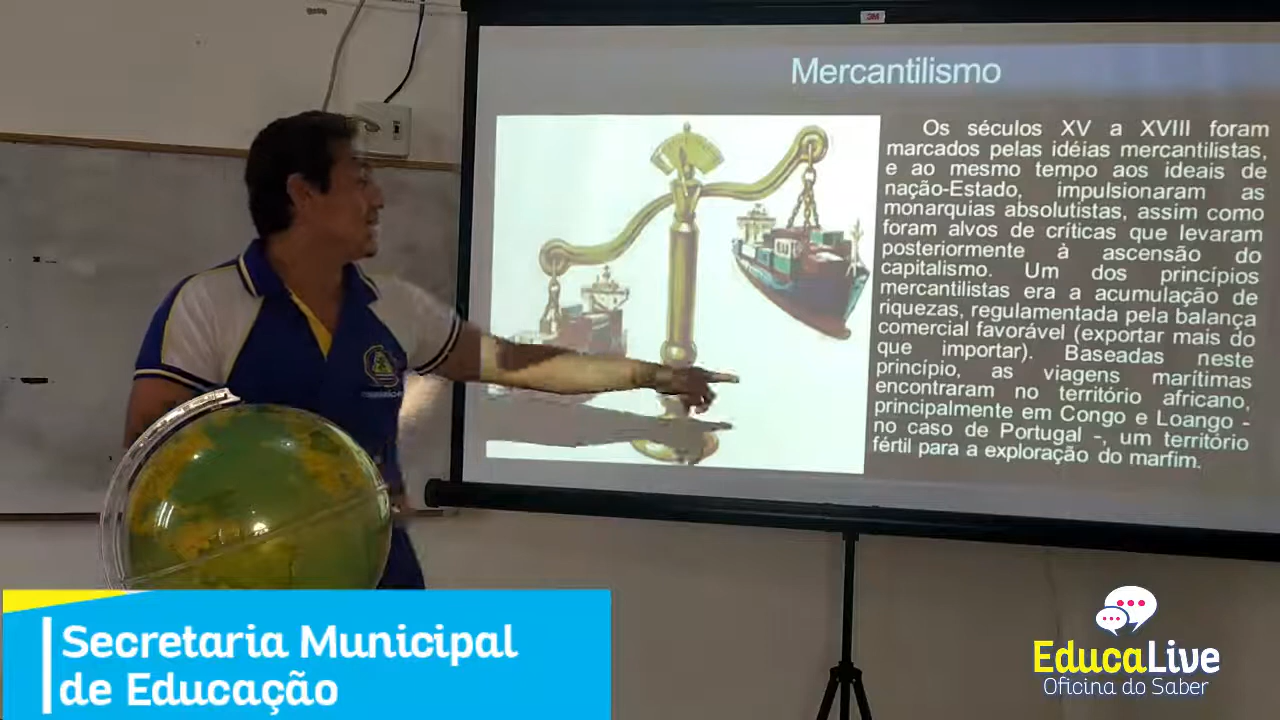 3M
Mercantilismo
Os séculos XV a XVIII foram
marcados pelas idéias mercantilistas,
e ao mesmo tempo aos ideais de
nação-Estado, impulsionaram as
monarquias absolutistas, assim como
foram alvos de críticas que levaram
posteriormente à ascensão do
capitalismo. Um dos princípios
mercantilistas era a acumulação de
riquezas, regulamentada pela balança
comercial favorável (exportar mais do
que importar). Baseadas neste
princípio, as viagens marítimas
encontraram no território africano,
principalmente em Congo e Loango -
no caso de Portugal -, um território
fértil para a exploração do marfim.
Secretaria Municipal
de Educação
EducaLive
Oficina do Saber